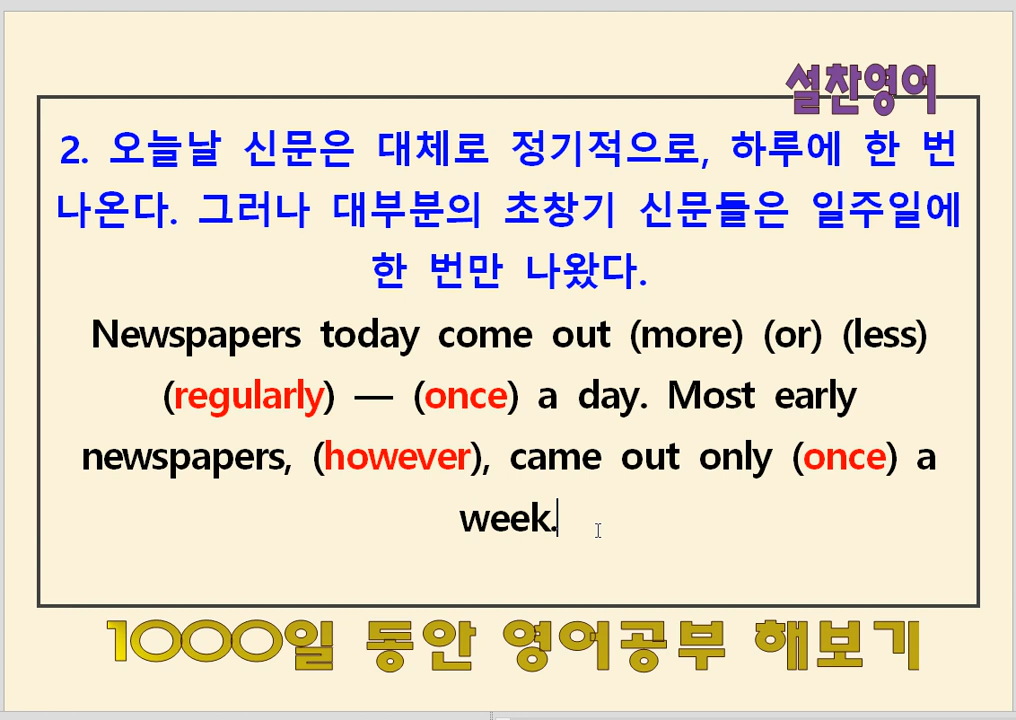 설찬영어
2. 오늘날 신문은 대체로 정기적으로, 하루에 한 번
나온다. 그러나 대부분의 초창기 신문들은 일주일에
한 번만 나왔다.
Newspapers today come out (more) (or) (less)
(regularly) — (once) a day. Most early
newspapers, (however), came out only (once) a
week.
1000일 동안 영어공부 해보기